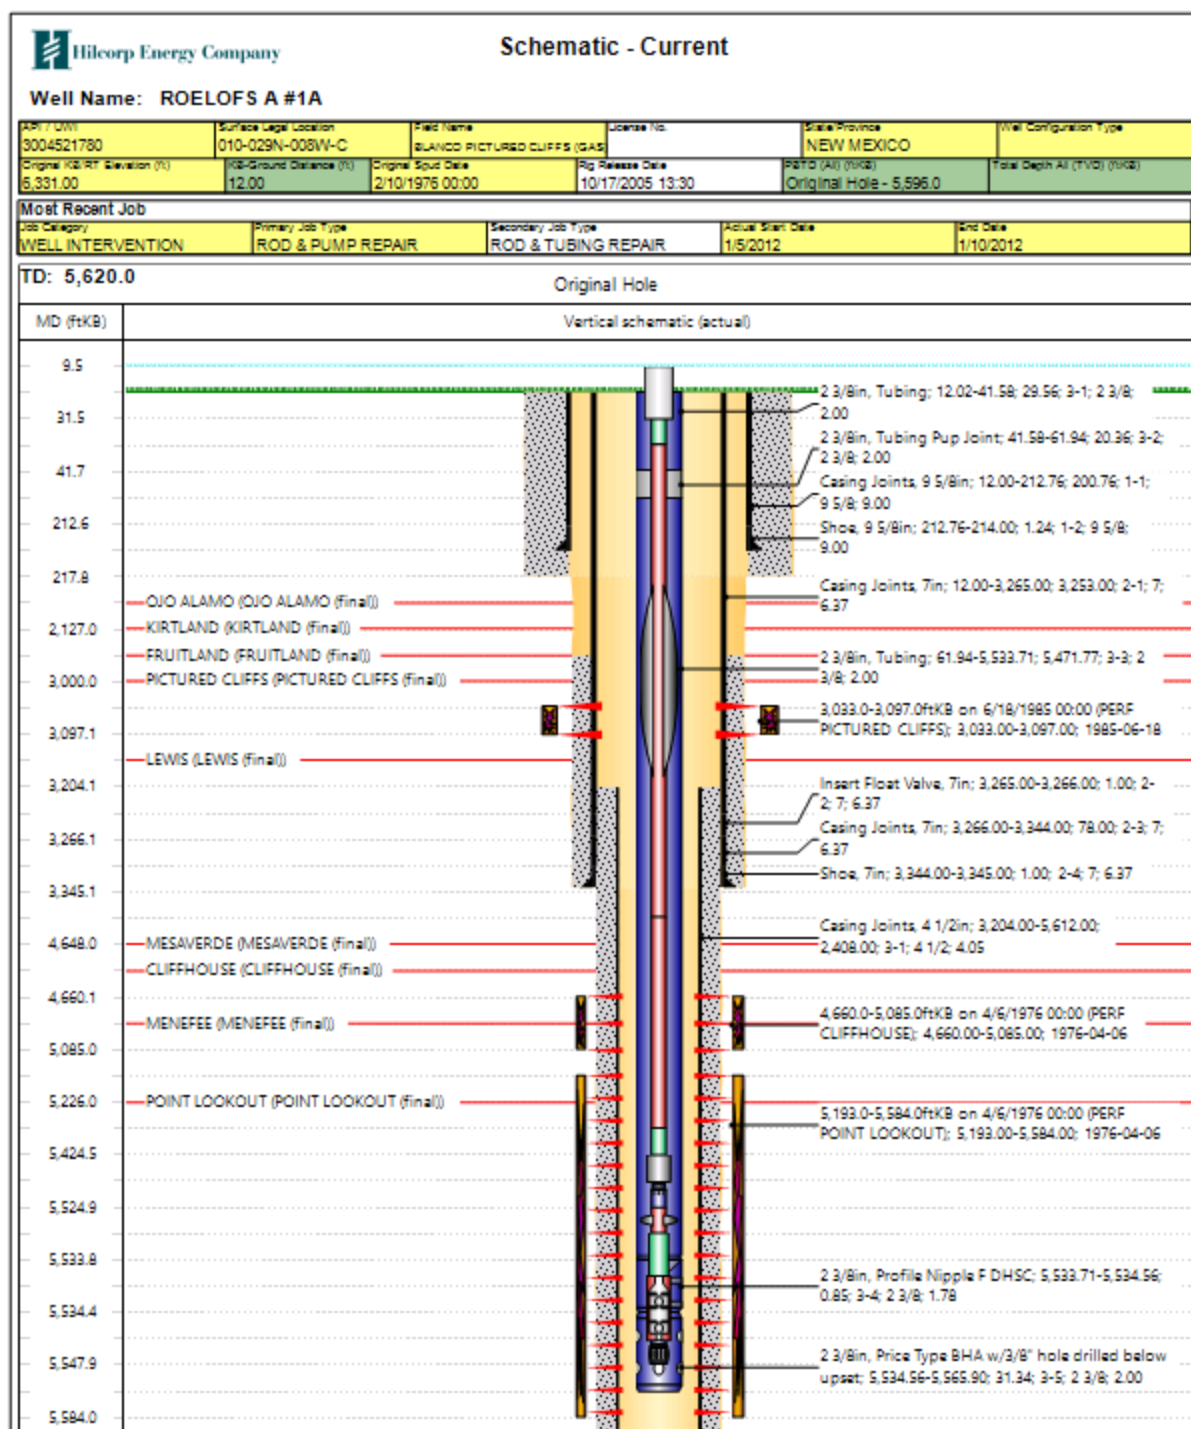 Hilcorp Energy Company
Schematic - Current
Well Name: ROELOFS A #1A
API / UWI
3004521780
Surface Legal Location
010-029N-008W-C
Field Name
BLANCO PICTURED CLIFFS (GAS
License No.
State/Province
NEW MEXICO
Well Configuration Type
Original KB/RT Elevation (ft)
6,331.00
KB-Ground Distance (ft)
12.00
Original Spud Date
2/10/1976 00:00
Rig Release Date
10/17/2005 13:30
PBTD (All) (ftKB)
Original Hole - 5,596.0
Total Depth All (TVD) (ftKB)
Most Recent Job
Job Category
WELL INTERVENTION
Primary Job Type
ROD & PUMP REPAIR
Secondary Job Type
ROD & TUBING REPAIR
Actual Start Date
1/5/2012
End Date
1/10/2012
TD: 5,620.0
Original Hole
MD (ftKB)
Vertical schematic (actual)
9.5
2 3/8in, Tubing; 12.02-41.58; 29.56; 3-1; 2 3/8;
2.00
31.5
2 3/8in, Tubing Pup Joint; 41.58-61.94; 20.36; 3-2;
2 3/8; 2.00
41.7
Casing Joints, 9 5/8in; 12.00-212.76; 200.76; 1-1;
9 5/8; 9.00
212.6
Shoe, 9 5/8in; 212.76-214.00; 1.24; 1-2; 9 5/8;
9.00
217.8
Casing Joints, 7in; 12.00-3,265.00; 3,253.00; 2-1; 7;
6.37
OJO ALAMO (OJO ALAMO (final))
2,127.0
KIRTLAND (KIRTLAND (final))
FRUITLAND (FRUITLAND (final))
2 3/8in, Tubing; 61.94-5,533.71; 5,471.77; 3-3; 2
3/8; 2.00
3,000.0
PICTURED CLIFFS (PICTURED CLIFFS (final))
3,033.0-3,097.0ftKB on 6/18/1985 00:00 (PERF
PICTURED CLIFFS); 3,033.00-3,097.00; 1985-06-18
3,097.1
LEWIS (LEWIS (final))
3,204.1
Insert Float Valve, 7in; 3,265.00-3,266.00; 1.00; 2-
2; 7; 6.37
3,266.1
Casing Joints, 7in; 3,266.00-3,344.00; 78.00; 2-3; 7;
6.37
Shoe, 7in; 3,344.00-3,345.00; 1.00; 2-4; 7; 6.37
3,345.1
Casing Joints, 4 1/2in; 3,204.00-5,612.00;
2,408.00; 3-1; 4 1/2; 4.05
4,648.0
MESAVERDE (MESAVERDE (final))
CLIFFHOUSE (CLIFFHOUSE (final))
4,660.1
4,660.0-5,085.0ftKB on 4/6/1976 00:00 (PERF
CLIFFHOUSE); 4,660.00-5,085.00; 1976-04-06
MENEFEE (MENEFEE (final))
5,085.0
5,226.0
POINT LOOKOUT (POINT LOOKOUT (final))
5,193.0-5,584.0ftKB on 4/6/1976 00:00 (PERF
POINT LOOKOUT); 5,193.00-5,584.00; 1976-04-06
5,424.5
5,524.9
5,533.8
2 3/8in, Profile Nipple F DHSC; 5,533.71-5,534.56;
0.85; 3-4; 2 3/8; 1.78
5,534.4
5,547.9
2 3/8in, Price Type BHA w/3/8" hole drilled below
upset; 5,534.56-5,565.90; 31.34; 3-5; 2 3/8; 2.00
5,584.0